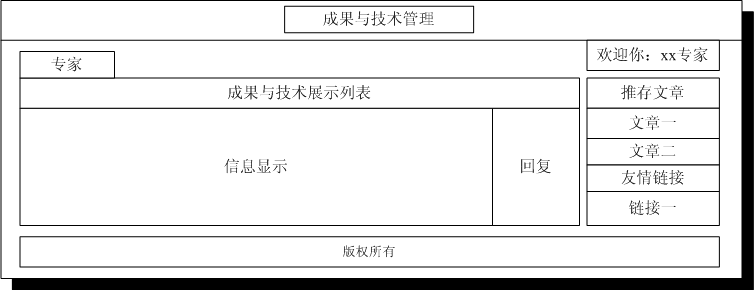 成果与技术管理
欢迎你：xx专家
专家
成果与技术展示列表
信息显示
回复
推存文章
文章一
文章二
友情链接
链接一
版权所有